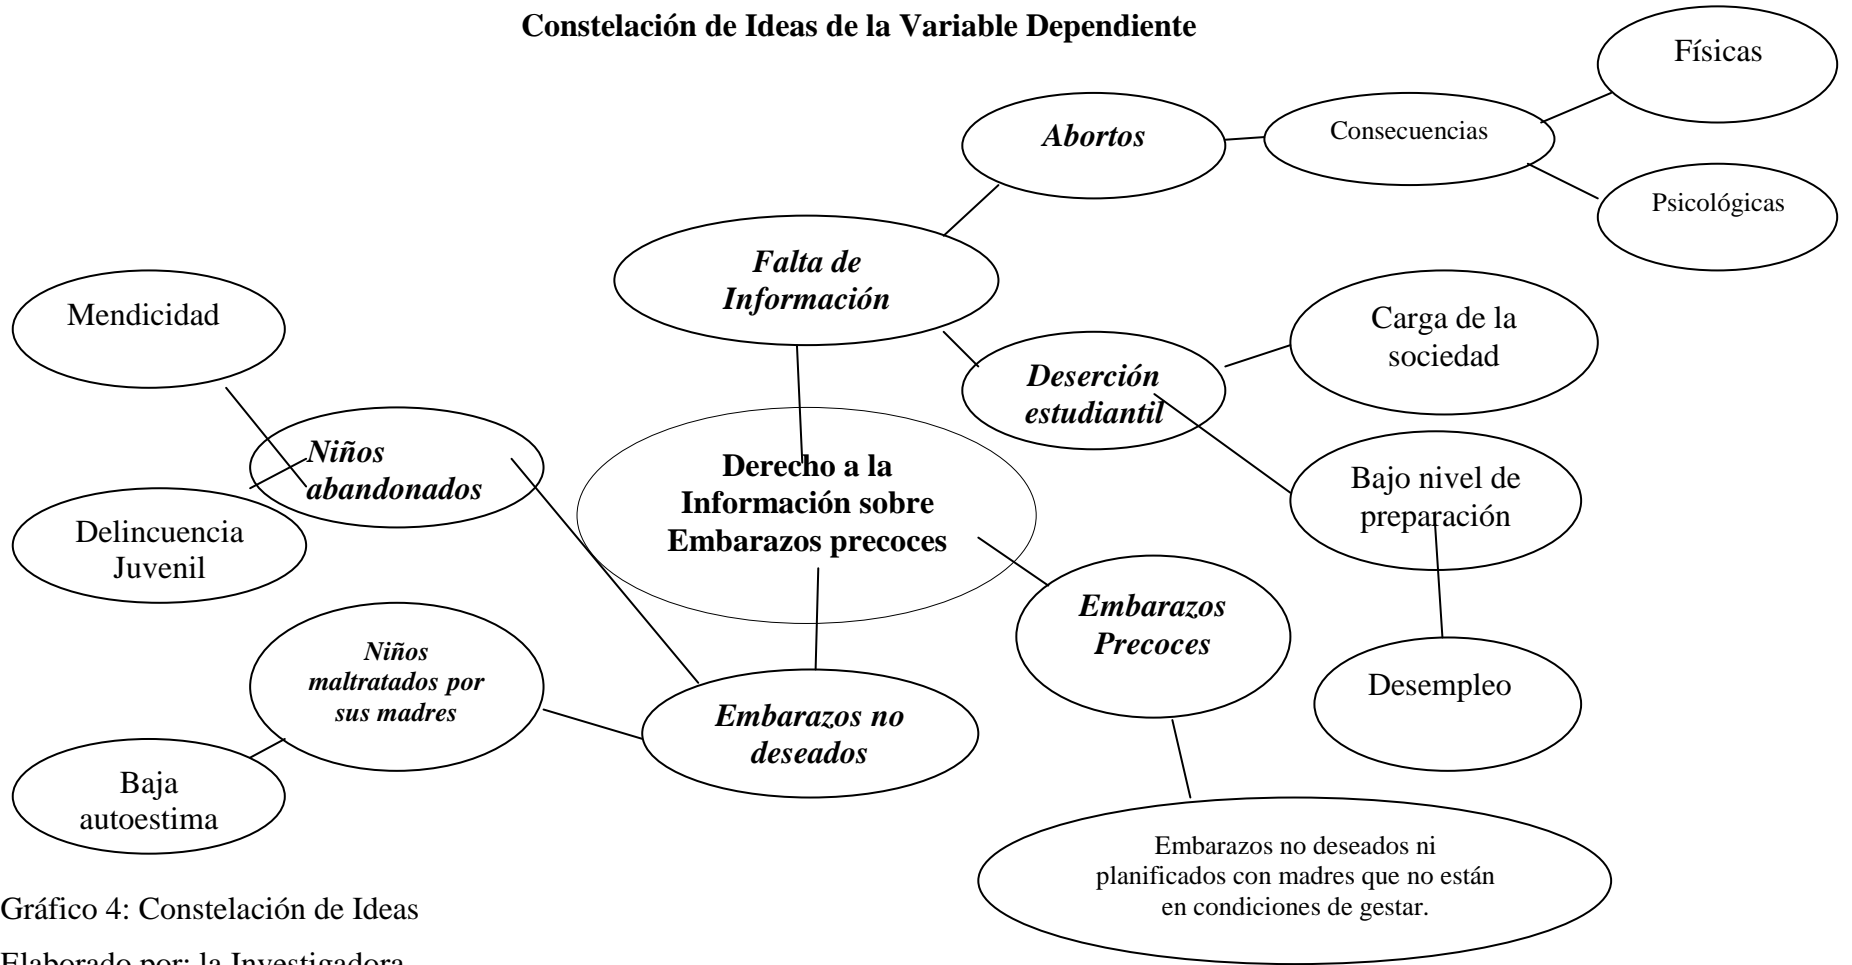 Constelación de Ideas de la Variable Dependiente
Físicas
Abortos
Consecuencias
Psicológicas
Falta de
Información
Mendicidad
Carga de la
sociedad
Deserción
estudiantil
Niños
abandonados
Derecho a la
Información sobre
Embarazos precoces
Bajo nivel de
preparación
Delincuencia
Juvenil
Embarazos
Precoces
Niños
maltratados por
sus madres
Desempleo
Embarazos no
deseados
Baja
autoestima
Embarazos no deseados ni
planificados con madres que no están
en condiciones de gestar.
Gráfico 4: Constelación de Ideas
Elaborado por: la Investigadora